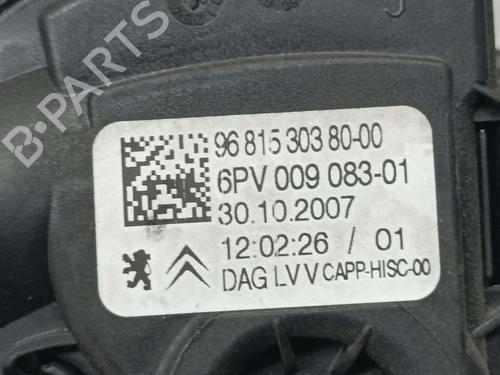 B-PARTS
96 815 303 80-00
6PV 009 083-01
30.10.2007
12:02:26 / 01
DAG LV V CAPP-HISC-00